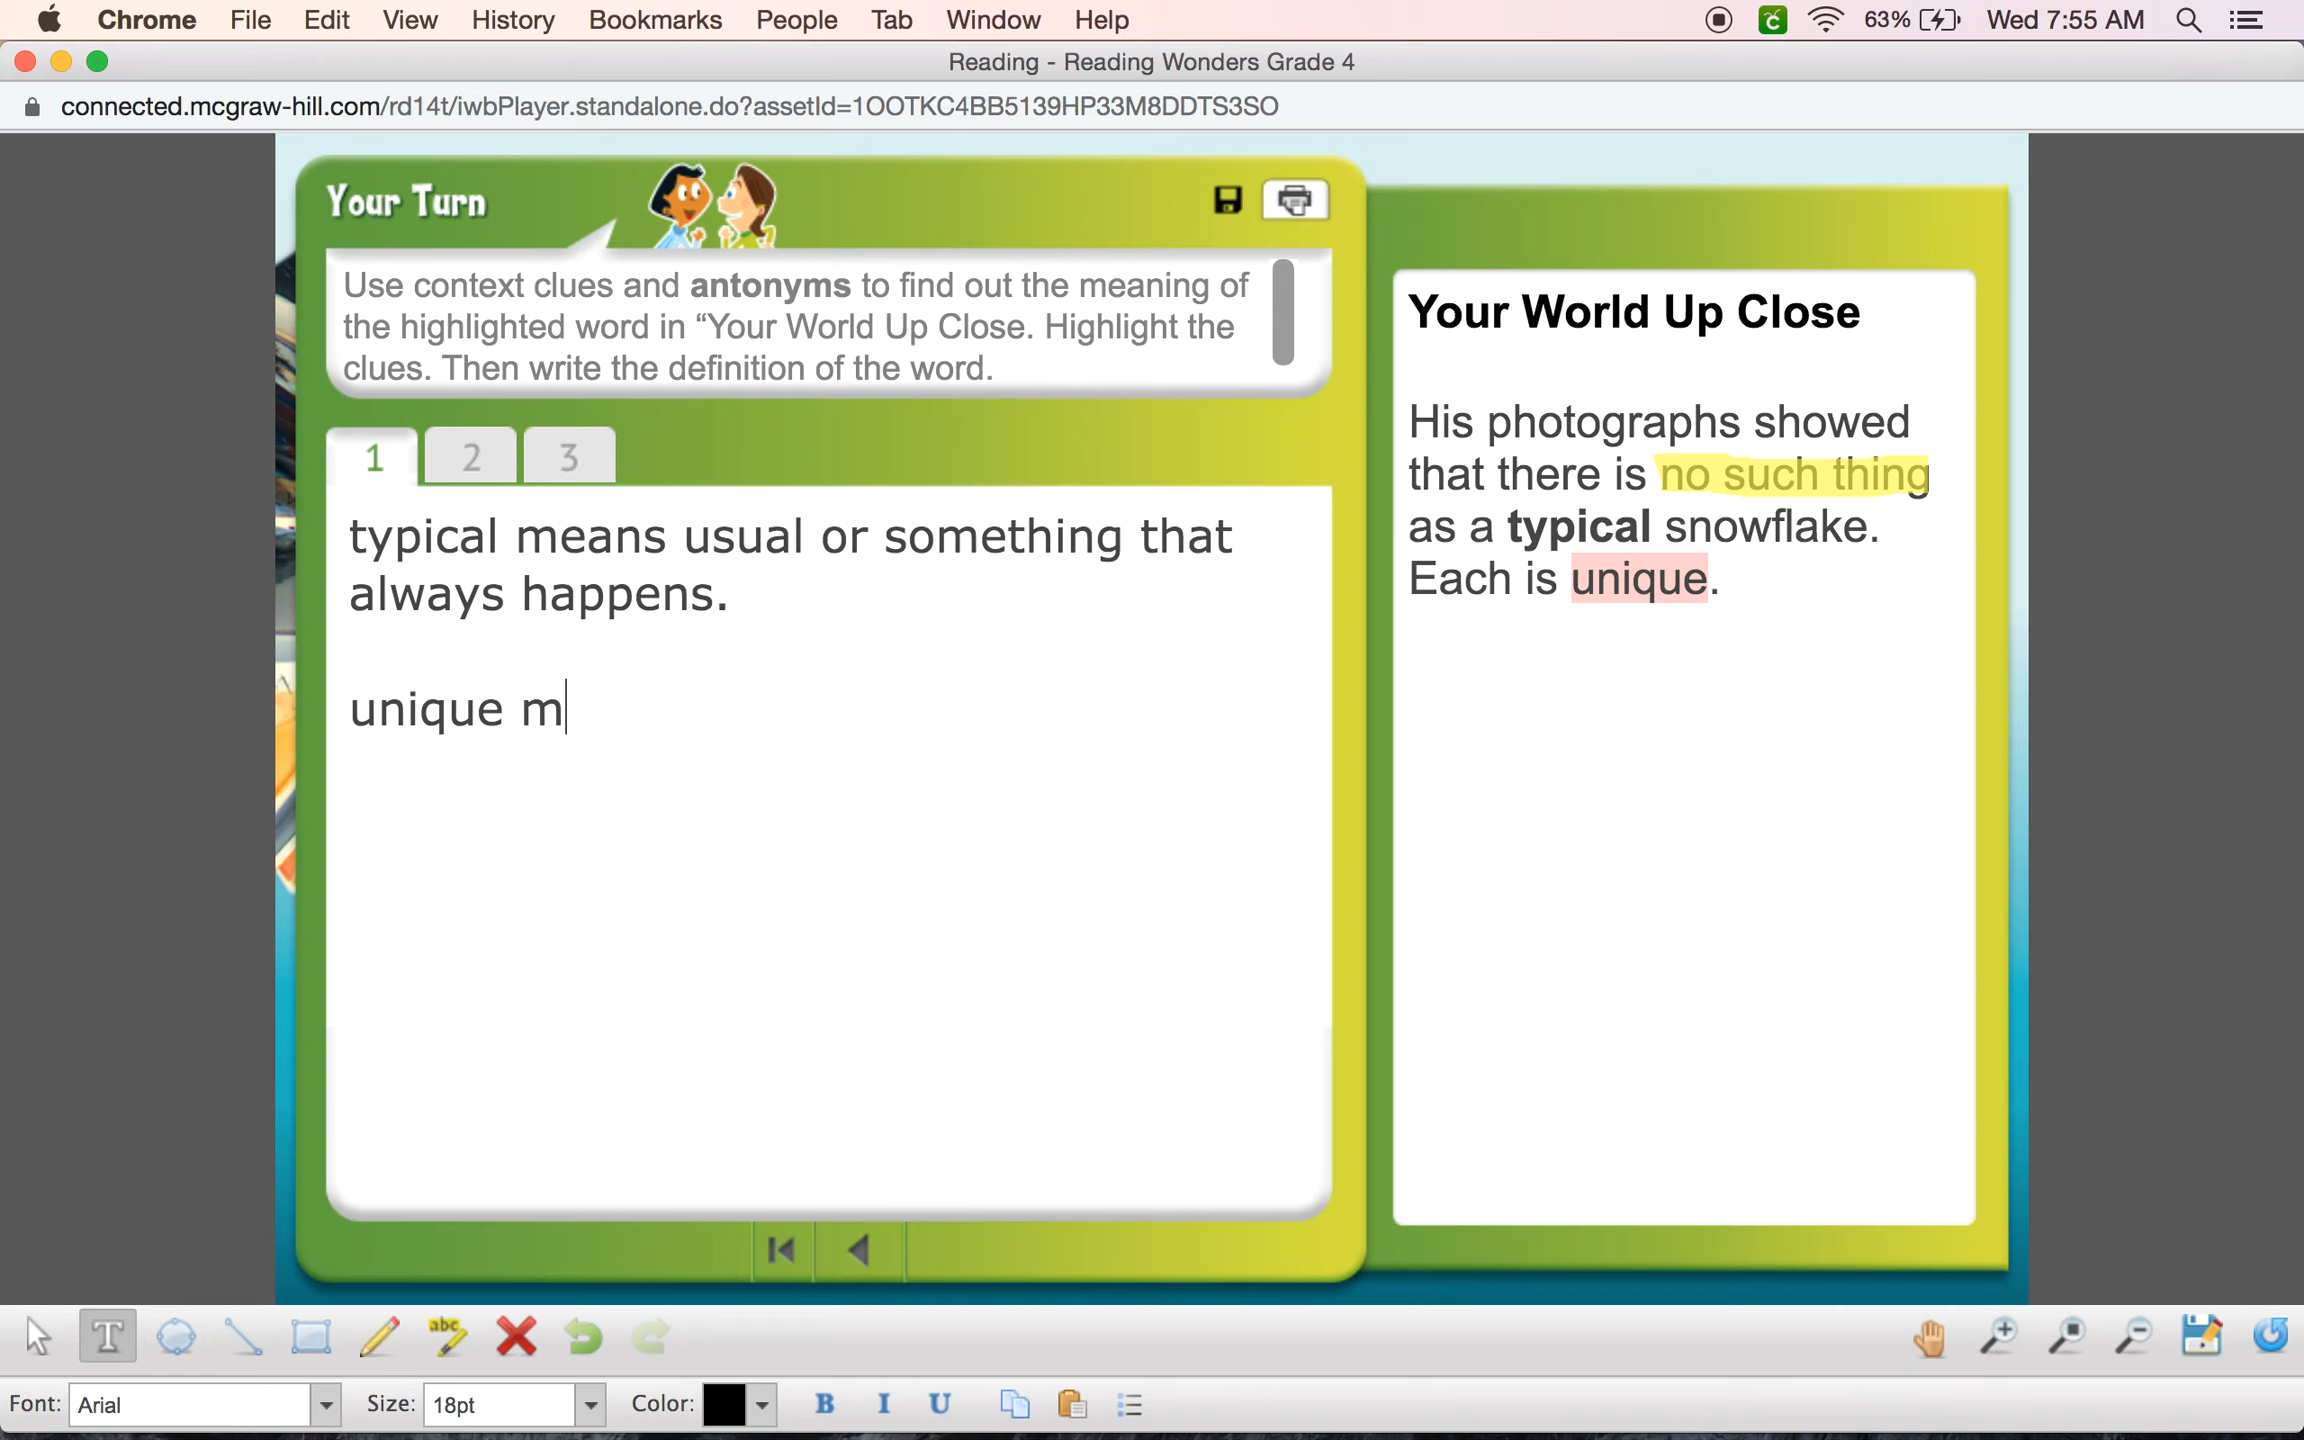 Chrome File Edit View History Bookmarks People Tab Window Help 63% Wed 7:55 AM
Reading - Reading Wonders Grade 4
connected.mcgraw-hill.com/rd14t/iwbPlayer.standalone.do?assetId=1OOTKC4BB5139HP33M8DDTS3SO
Your Turn
Use context clues and antonyms to find out the meaning of
the highlighted word in “Your World Up Close. Highlight the
clues. Then write the definition of the word.
1 2 3
typical means usual or something that
always happens.
unique m
Your World Up Close
His photographs showed
that there is no such thing
as a typical snowflake.
Each is unique.
T abc
Font: Arial Size: 18pt Color: B I U